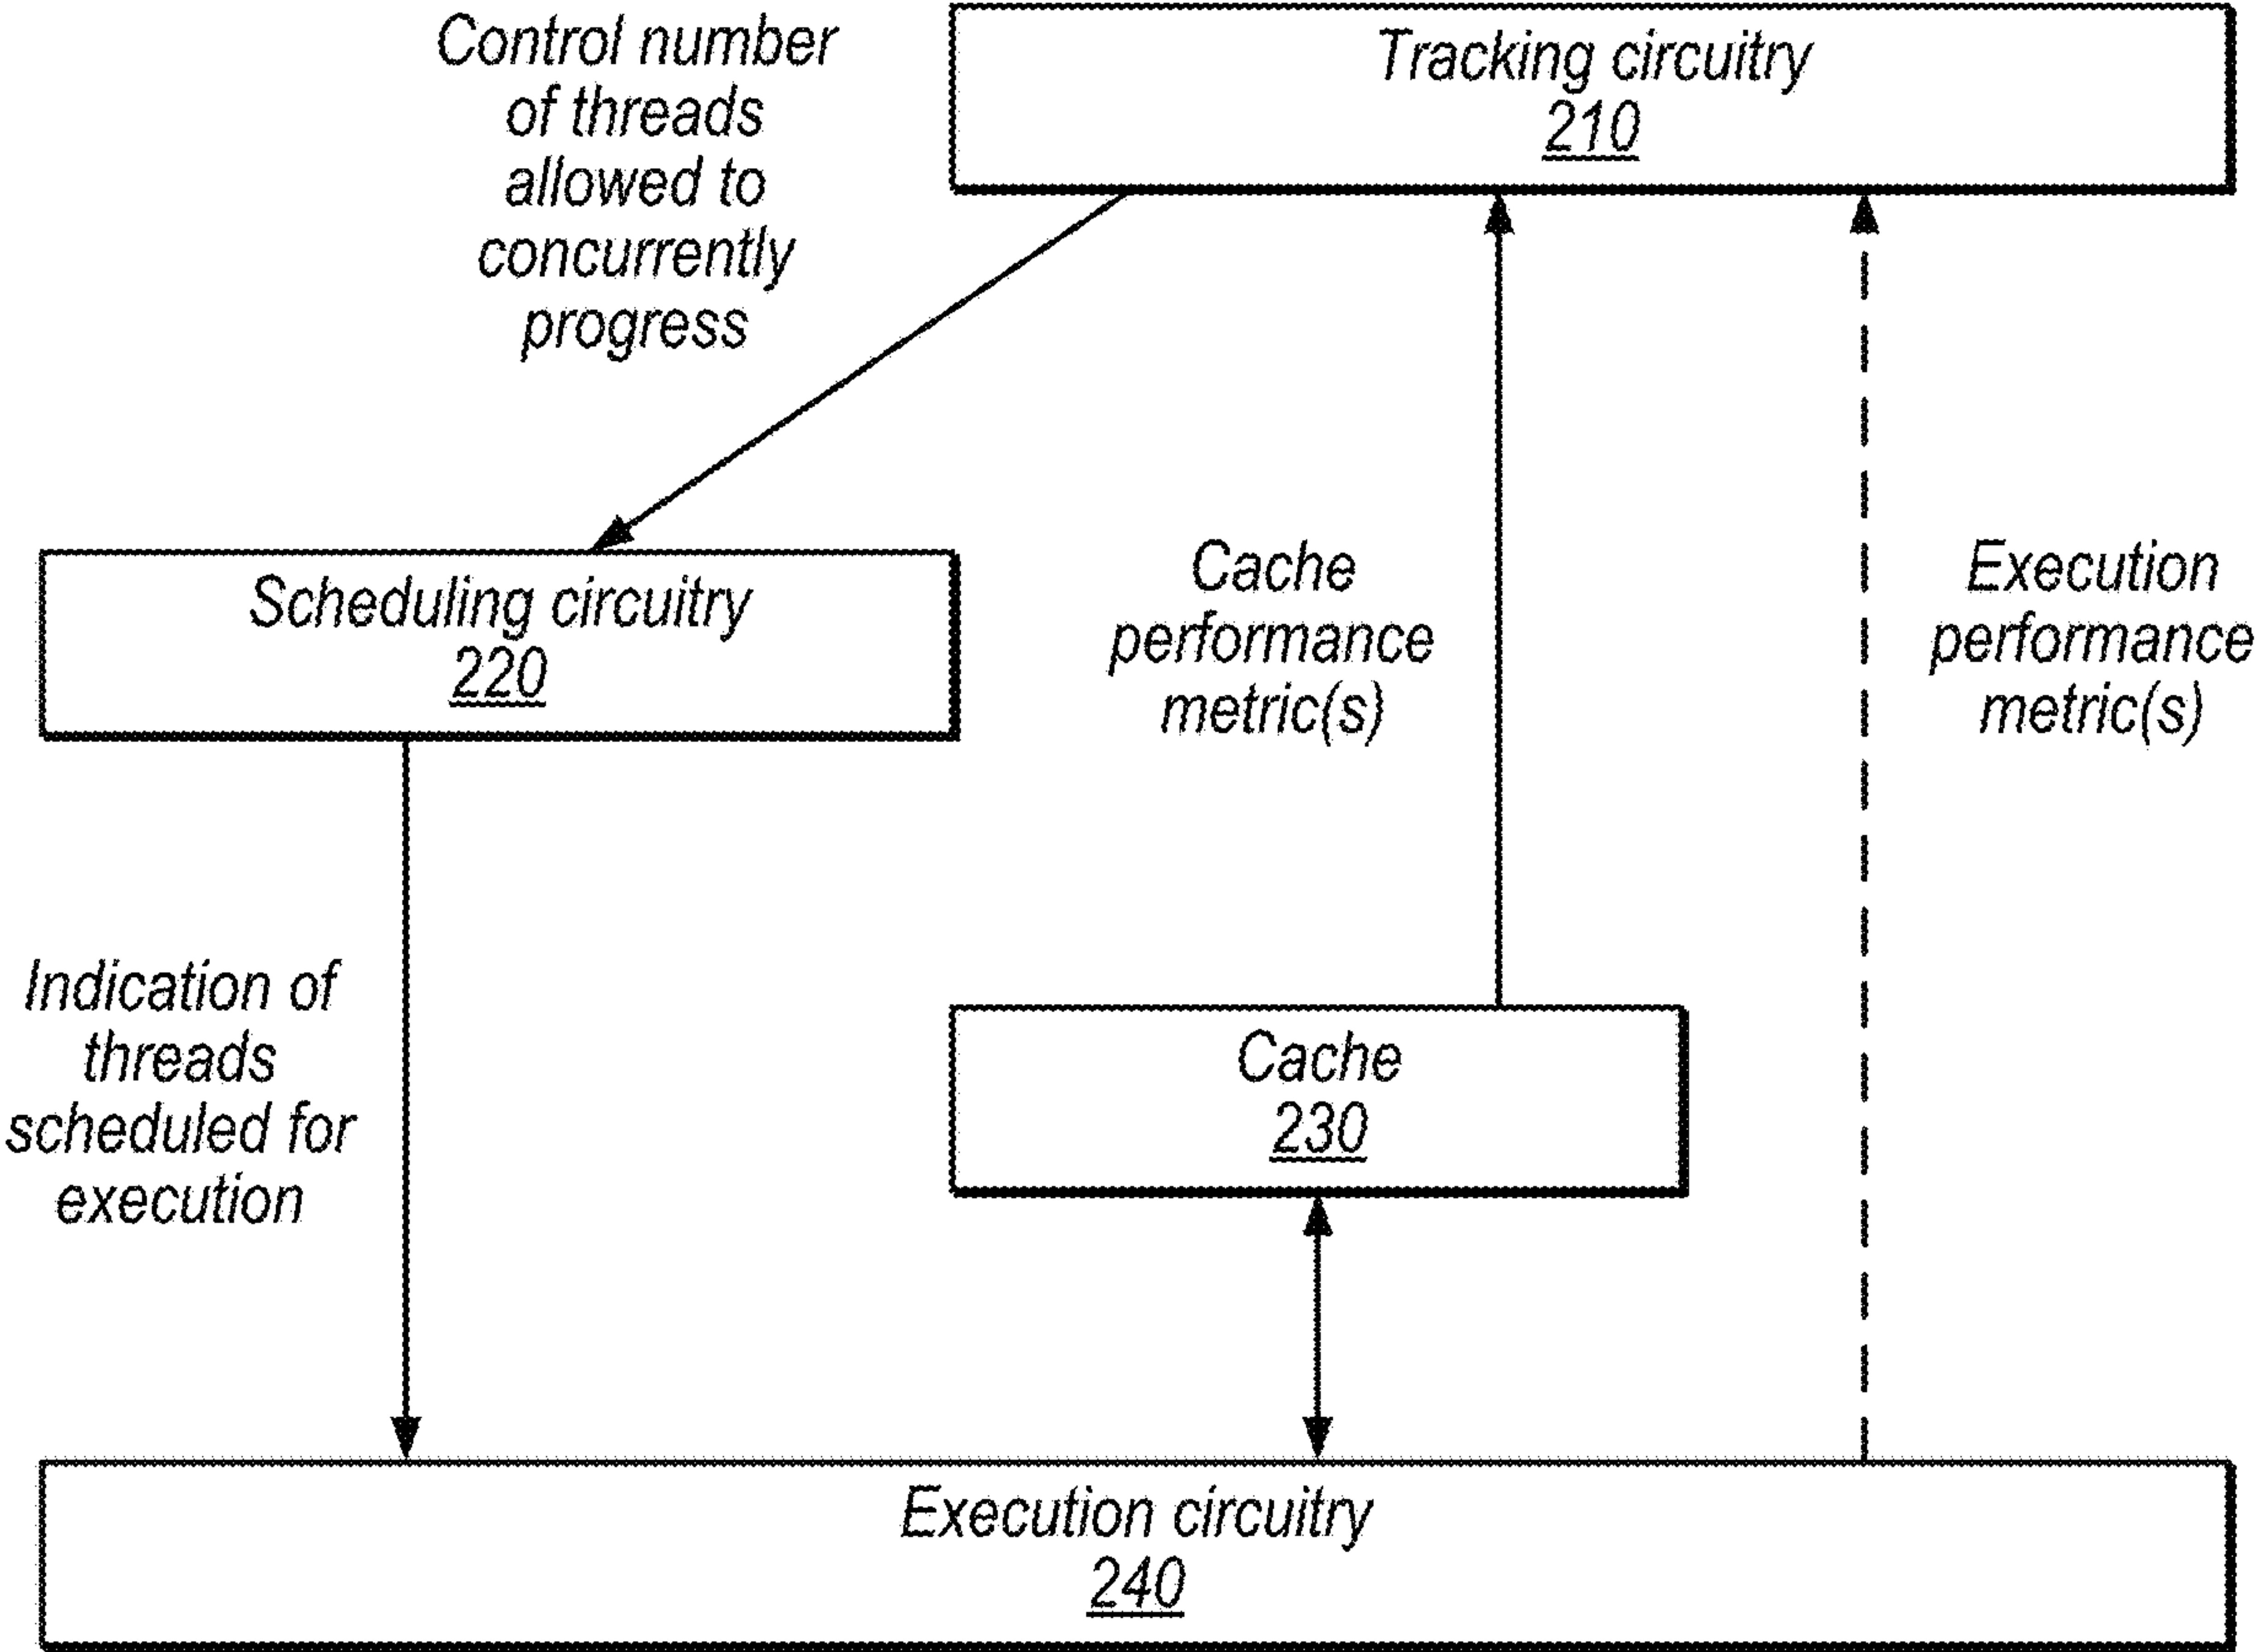 Control number
of threads
allowed to
concurrently
progress
Tracking circuitry
210
Scheduling circuitry
220
Cache
performance
metric(s)
Execution
performance
metric(s)
Indication of
threads
scheduled for
execution
Cache
230
Execution circuitry
240